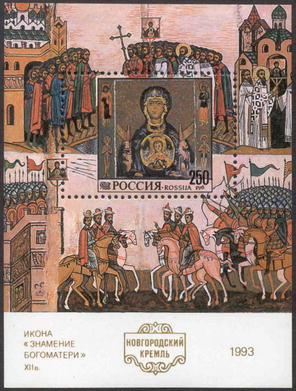 250
РОССИЯ · ROSSIJA руб
ИКОНА
«ЗНАМЕНИЕ
БОГОМАТЕРИ»
XII в.
НОВГОРОДСКИЙ
КРЕМЛЬ
1993